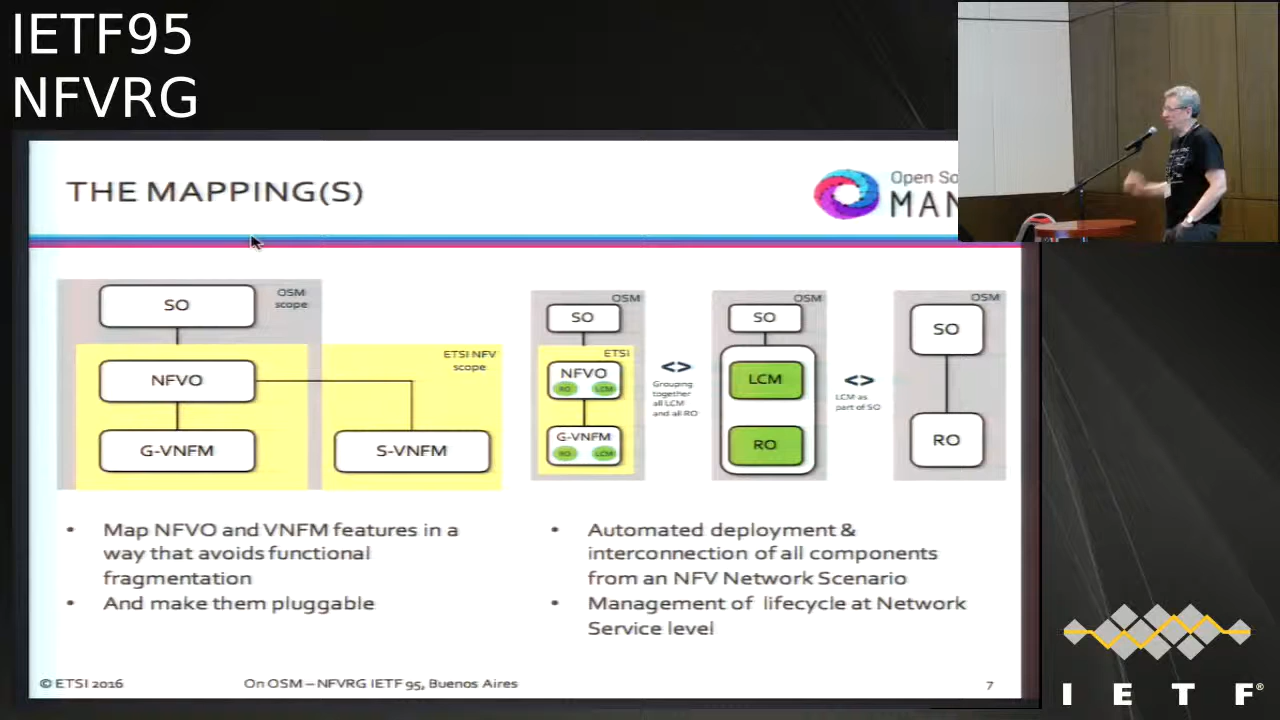 IETF95
NFVRG
THE MAPPING(S)
Open So
MAN
SO
OSM
scope
ETSI NFV
scope
NFVO
G-VNFM
S-VNFM
OSM
SO
ETSI
NFVO
RO LCM
G-VNFM
RO LCM
<>
Grouping
together
all LCM
and all RO
OSM
SO
LCM
RO
<>
LCM as
part of SO
OSM
SO
RO
• Map NFVO and VNFM features in a
way that avoids functional
fragmentation
• And make them pluggable
• Automated deployment &
interconnection of all components
from an NFV Network Scenario
• Management of lifecycle at Network
Service level
© ETSI 2016
On OSM – NFVRG IETF 95, Buenos Aires
7
I E T F®